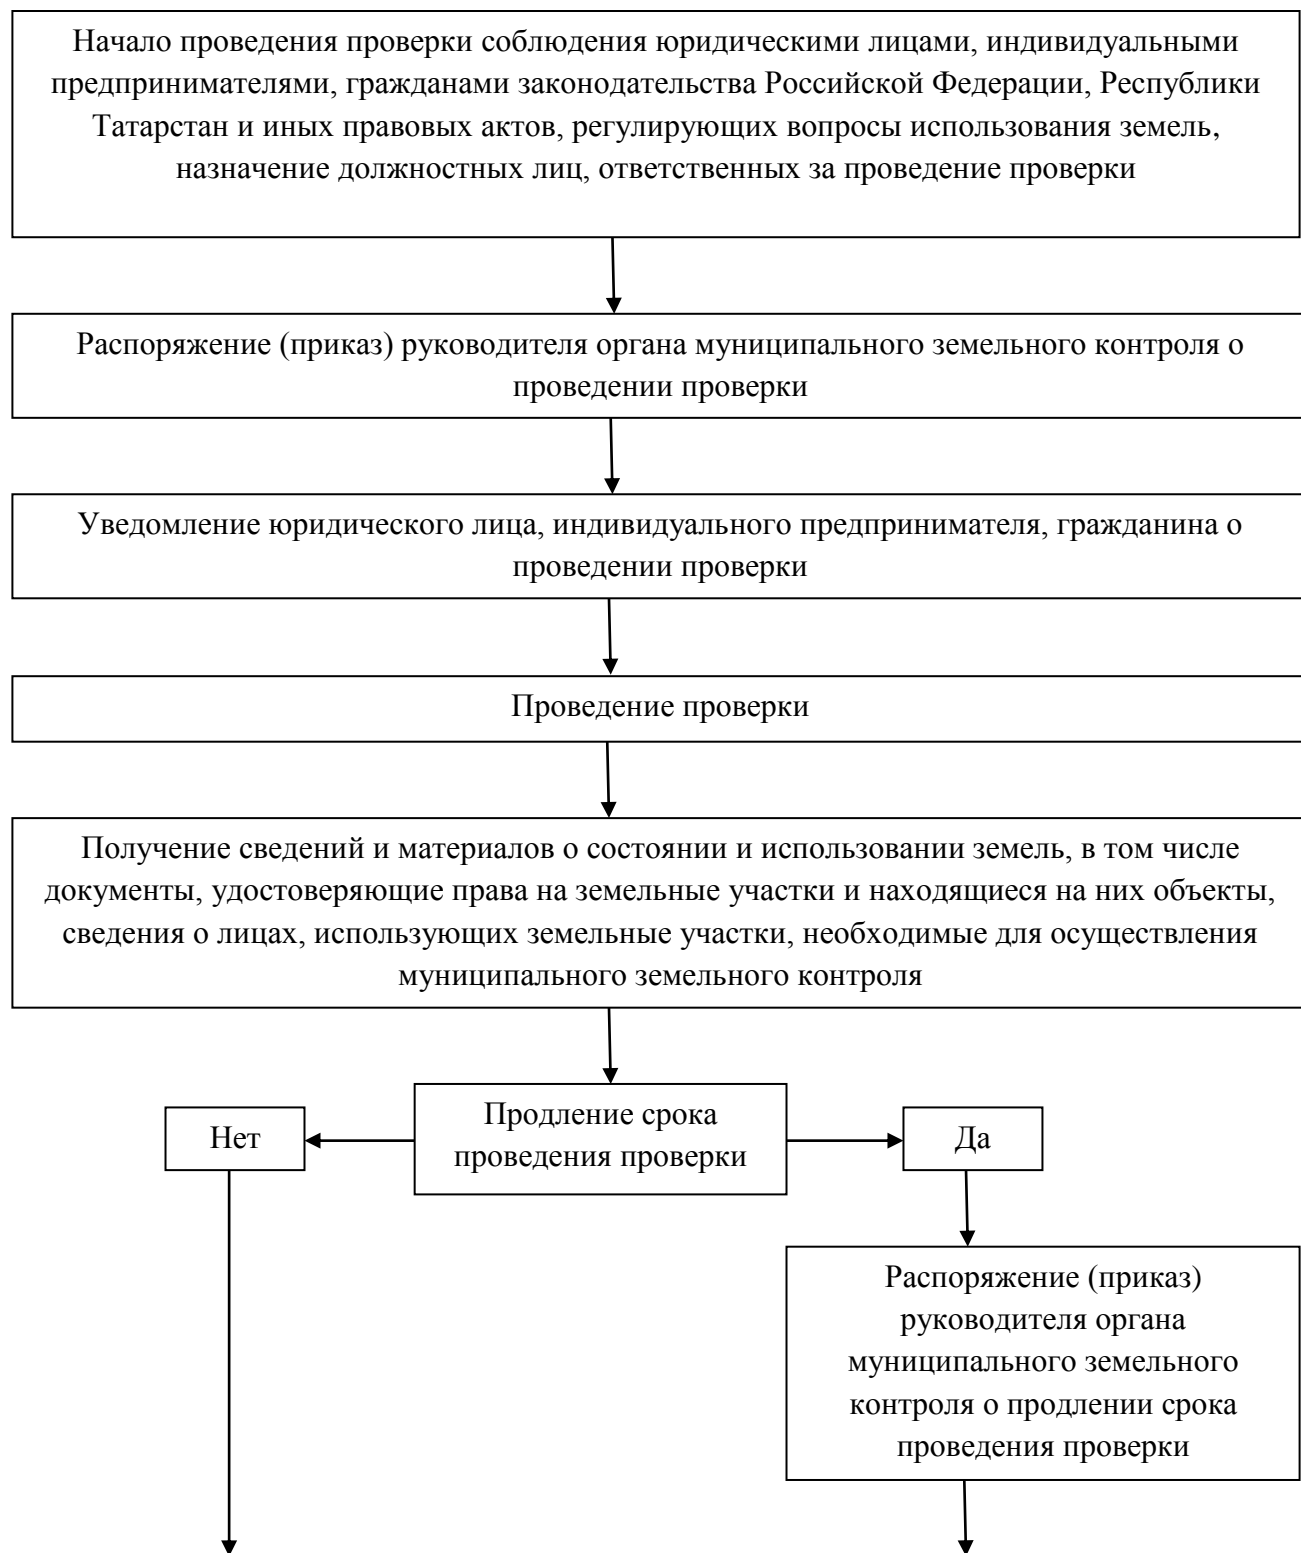 Начало проведения проверки соблюдения юридическими лицами, индивидуальными
предпринимателями, гражданами законодательства Российской Федерации, Республики
Татарстан и иных правовых актов, регулирующих вопросы использования земель,
назначение должностных лиц, ответственных за проведение проверки
Распоряжение (приказ) руководителя органа муниципального земельного контроля о
проведении проверки
Уведомление юридического лица, индивидуального предпринимателя, гражданина о
проведении проверки
Проведение проверки
Получение сведений и материалов о состоянии и использовании земель, в том числе
документы, удостоверяющие права на земельные участки и находящиеся на них объекты,
сведения о лицах, использующих земельные участки, необходимые для осуществления
муниципального земельного контроля
Нет
Продление срока
проведения проверки
Да
Распоряжение (приказ)
руководителя органа
муниципального земельного
контроля о продлении срока
проведения проверки